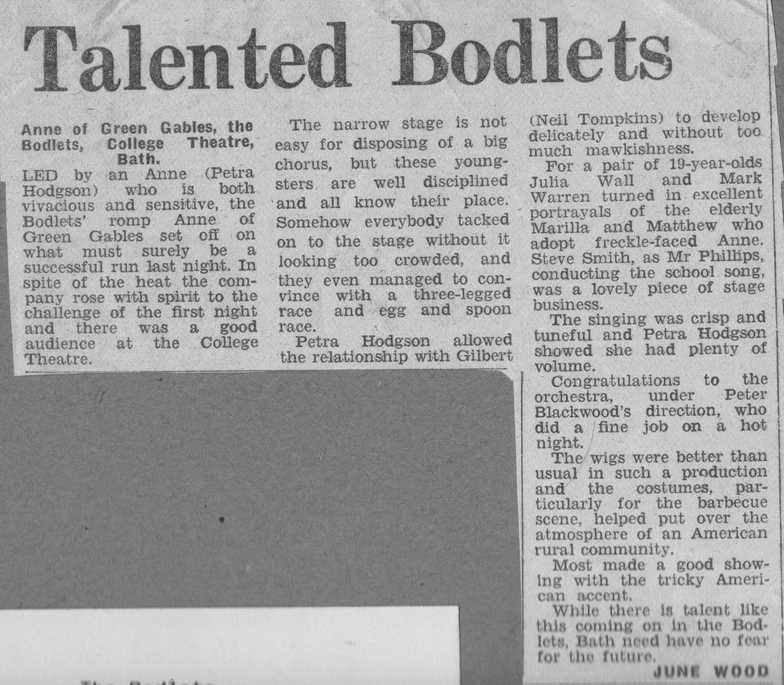 Talented Bodlets
Anne of Green Gables, the
Bodlets, College Theatre,
Bath.
LED by an Anne (Petra
Hodgson) who is both
vivacious and sensitive, the
Bodlets' romp Anne of
Green Gables set off on
what must surely be a
successful run last night. In
spite of the heat the com-
pany rose with spirit to the
challenge of the first night
and there was a good
audience at the College
Theatre.
The narrow stage is not
easy for disposing of a big
chorus, but these young-
sters are well disciplined
and all know their place.
Somehow everybody tacked
on to the stage without it
looking too crowded, and
they even managed to con-
vince with a three-legged
race and egg and spoon
race.
Petra Hodgson allowed
the relationship with Gilbert
(Neil Tompkins) to develop
delicately and without too
much mawkishness.
For a pair of 19-year-olds
Julia Wall and Mark
Warren turned in excellent
portrayals of the elderly
Marilla and Matthew who
adopt freckle-faced Anne.
Steve Smith, as Mr Phillips,
conducting the school song,
was a lovely piece of stage
business.
The singing was crisp and
tuneful and Petra Hodgson
showed she had plenty of
volume.
Congratulations to the
orchestra, under Peter
Blackwood's direction, who
did a fine job on a hot
night.
The wigs were better than
usual in such a production
and the costumes, par-
ticularly for the barbecue
scene, helped put over the
atmosphere of an American
rural community.
Most made a good show-
ing with the tricky Ameri-
can accent.
While there is talent like
this coming on in the Bod-
lets, Bath need have no fear
for the future.
JUNE WOOD
The Bodlets